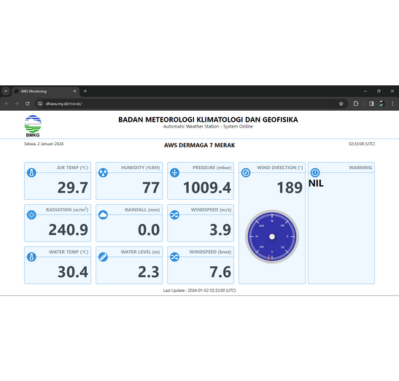 AWS Monitoring
BMKG
BADAN METEOROLOGI KLIMATOLOGI DAN GEOFISIKA
Automatic Weather Station - System Online
Selasa, 2 Januari 2024
AWS DERMAGA 7 MERAK
02:33:00 (UTC)
AIR TEMP (°C)
29.7
HUMIDITY (%RH)
77
PRESSURE (mbar)
1009.4
WIND DIRECTION (°)
189
WARNING
NIL
RADIATION (w/m²)
240.9
RAINFALL (mm)
0.0
WINDSPEED (m/s)
3.9
WATER TEMP (°C)
30.4
WATER LEVEL (m)
2.3
WINDSPEED (knot)
7.6
Last Update : 2024-01-02 02:32:00 (UTC)